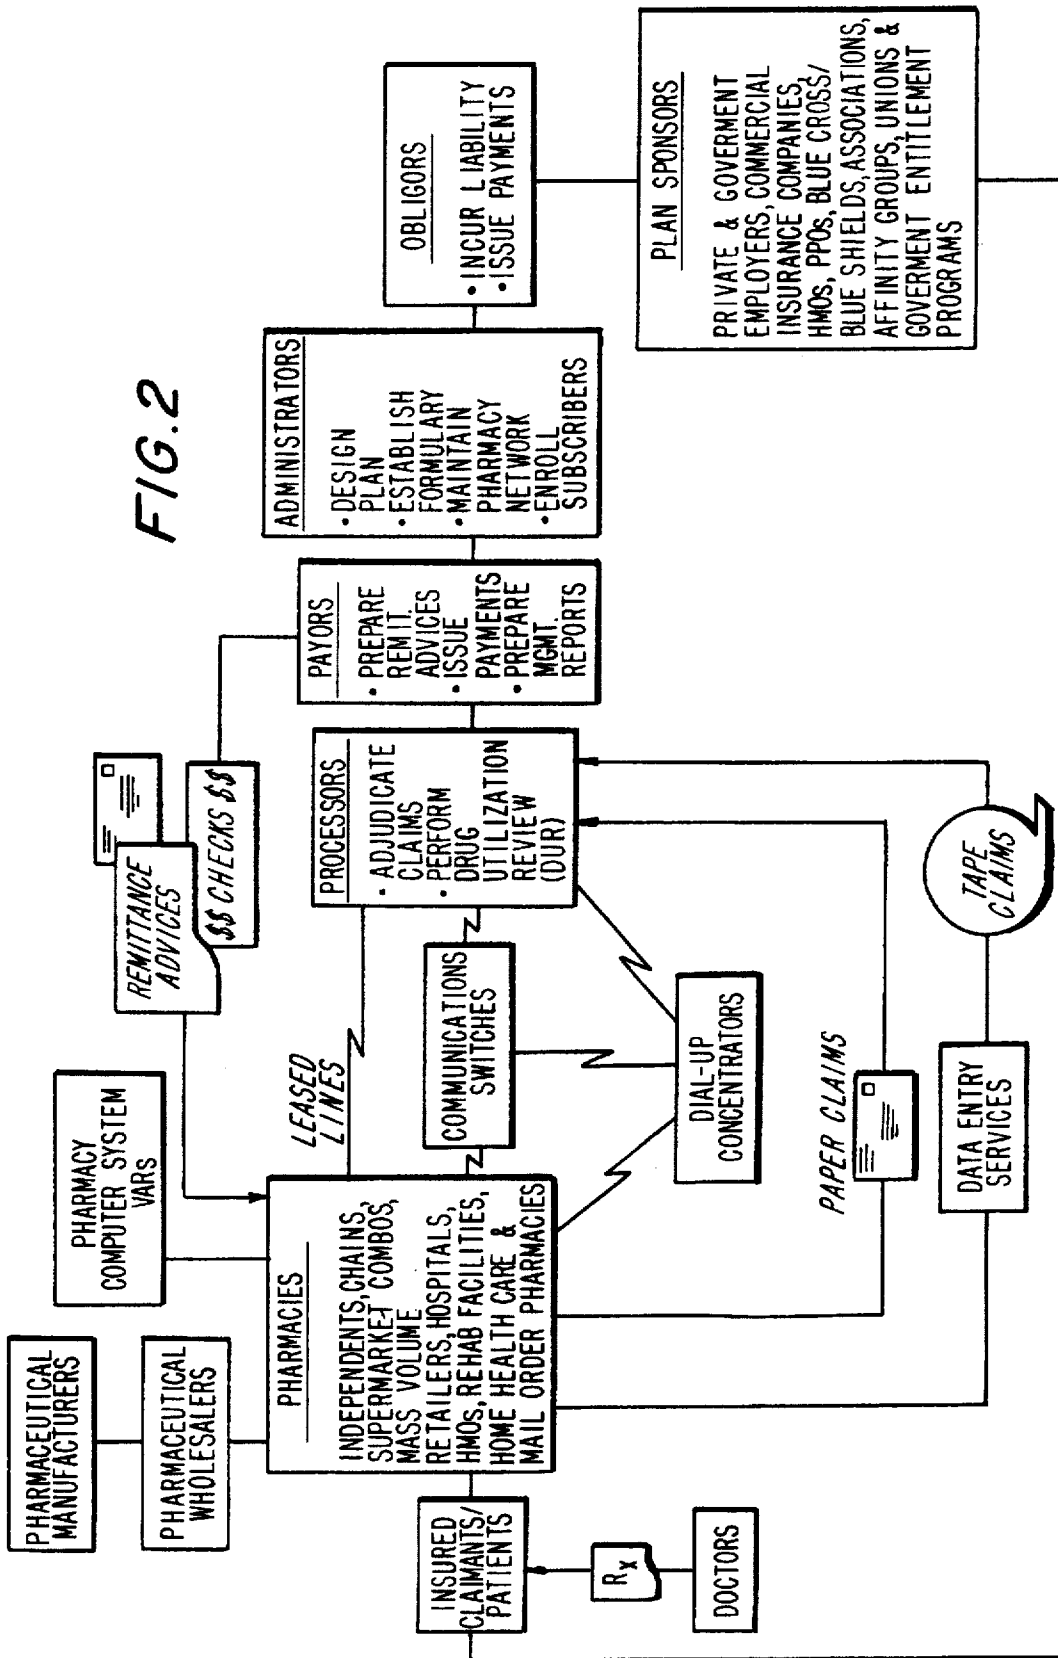 FIG.2
PHARMACEUTICAL
MANUFACTURERS
PHARMACEUTICAL
WHOLESALERS
PHARMACY
COMPUTER SYSTEM
VARS
REMITTANCE
ADVICES
$$ CHECKS $$
INSURED
CLAIMANTS/
PATIENTS
Rx
DOCTORS
PHARMACIES
INDEPENDENTS, CHAINS,
SUPERMARKET COMBOS,
MASS VOLUME
RETAILERS, HOSPITALS,
HMOs, REHAB FACILITIES,
HOME HEALTH CARE &
MAIL ORDER PHARMACIES
LEASED
LINES
COMMUNICATIONS
SWITCHES
DIAL-UP
CONCENTRATORS
PAPER CLAIMS
DATA ENTRY
SERVICES
TAPE
CLAIMS
PROCESSORS
• ADJUDICATE
CLAIMS
• PERFORM
DRUG
UTILIZATION
REVIEW
(DUR)
PAYORS
• PREPARE
REMIT.
ADVICES
• ISSUE
PAYMENTS
• PREPARE
MGMT.
REPORTS
ADMINISTRATORS
• DESIGN
PLAN
• ESTABLISH
FORMULARY
• MAINTAIN
PHARMACY
NETWORK
• ENROLL
SUBSCRIBERS
OBLIGORS
• INCUR LIABILITY
• ISSUE PAYMENTS
PLAN SPONSORS
PRIVATE & GOVERMENT
EMPLOYERS, COMMERCIAL
INSURANCE COMPANIES,
HMOs, PPOs, BLUE CROSS/
BLUE SHIELDS, ASSOCIATIONS,
AFFINITY GROUPS, UNIONS &
GOVERMENT ENTITLEMENT
PROGRAMS